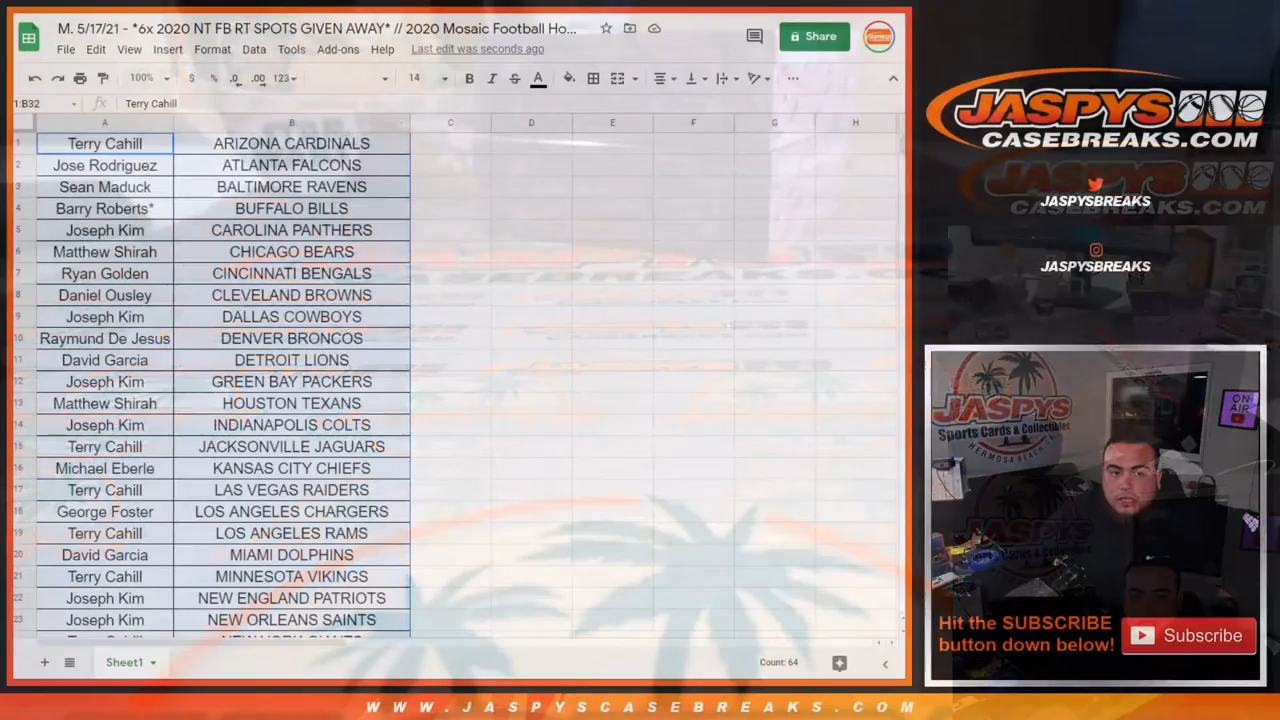 M. 5/17/21 - *6x 2020 NT FB RT SPOTS GIVEN AWAY* // 2020 Mosaic Football Ho...
File Edit View Insert Format Data Tools Add-ons Help Last edit was seconds ago
Share
100% $ % .0 .00 123 14 B I S A
1:B32 fx Terry Cahill
A B C D E F G H
1 Terry Cahill ARIZONA CARDINALS
2 Jose Rodriguez ATLANTA FALCONS
3 Sean Maduck BALTIMORE RAVENS
4 Barry Roberts* BUFFALO BILLS
5 Joseph Kim CAROLINA PANTHERS
6 Matthew Shirah CHICAGO BEARS
7 Ryan Golden CINCINNATI BENGALS
8 Daniel Ousley CLEVELAND BROWNS
9 Joseph Kim DALLAS COWBOYS
10 Raymund De Jesus DENVER BRONCOS
11 David Garcia DETROIT LIONS
12 Joseph Kim GREEN BAY PACKERS
13 Matthew Shirah HOUSTON TEXANS
14 Joseph Kim INDIANAPOLIS COLTS
15 Terry Cahill JACKSONVILLE JAGUARS
16 Michael Eberle KANSAS CITY CHIEFS
17 Terry Cahill LAS VEGAS RAIDERS
18 George Foster LOS ANGELES CHARGERS
19 Terry Cahill LOS ANGELES RAMS
20 David Garcia MIAMI DOLPHINS
21 Terry Cahill MINNESOTA VIKINGS
22 Joseph Kim NEW ENGLAND PATRIOTS
23 Joseph Kim NEW ORLEANS SAINTS
Sheet1
Count: 64
JASPYS
CASEBREAKS.COM
CASEBREAKS.COM
JASPYSBREAKS
JASPYSBREAKS
JASPYS
Sports Cards & Collectibles
HERMOSA BEACH
ON
AIR
Hit the SUBSCRIBE
button down below!
Subscribe
WWW.JASPYSCASEBREAKS.COM